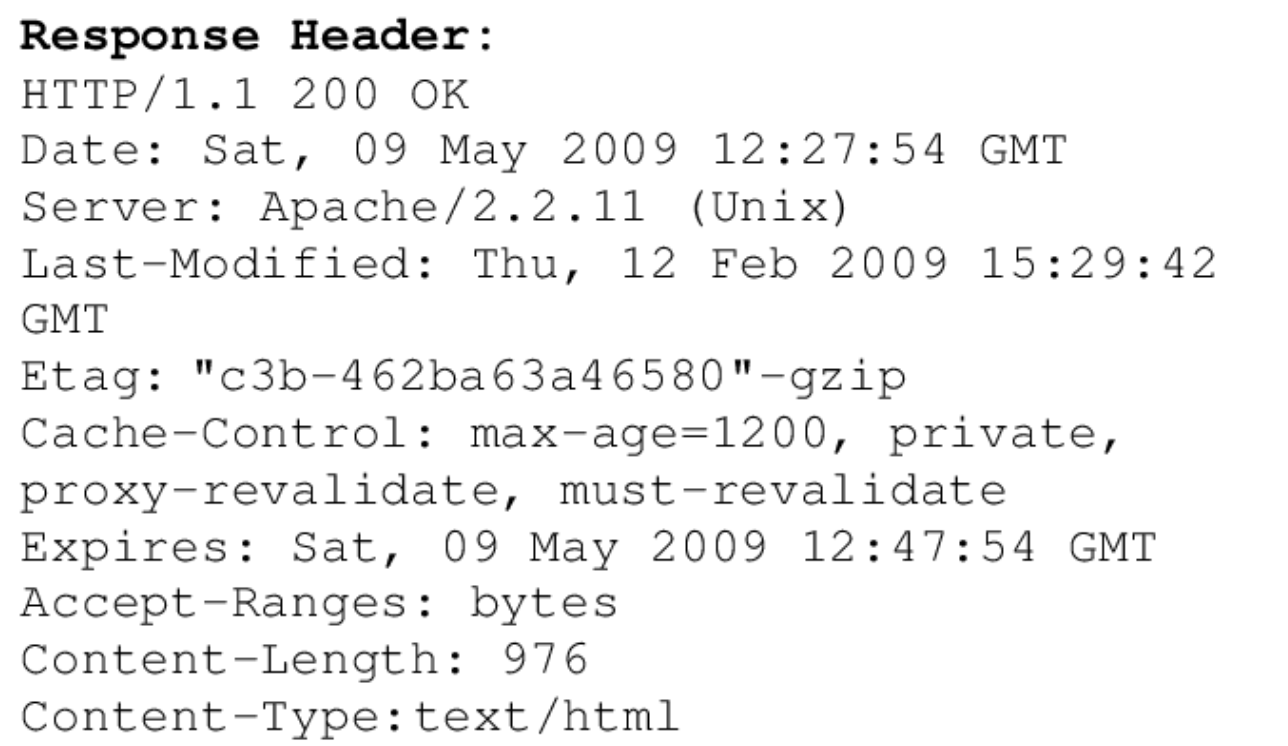 Response Header:
HTTP/1.1 200 OK
Date: Sat, 09 May 2009 12:27:54 GMT
Server: Apache/2.2.11 (Unix)
Last-Modified: Thu, 12 Feb 2009 15:29:42
GMT
Etag: "c3b-462ba63a46580"-gzip
Cache-Control: max-age=1200, private,
proxy-revalidate, must-revalidate
Expires: Sat, 09 May 2009 12:47:54 GMT
Accept-Ranges: bytes
Content-Length: 976
Content-Type:text/html